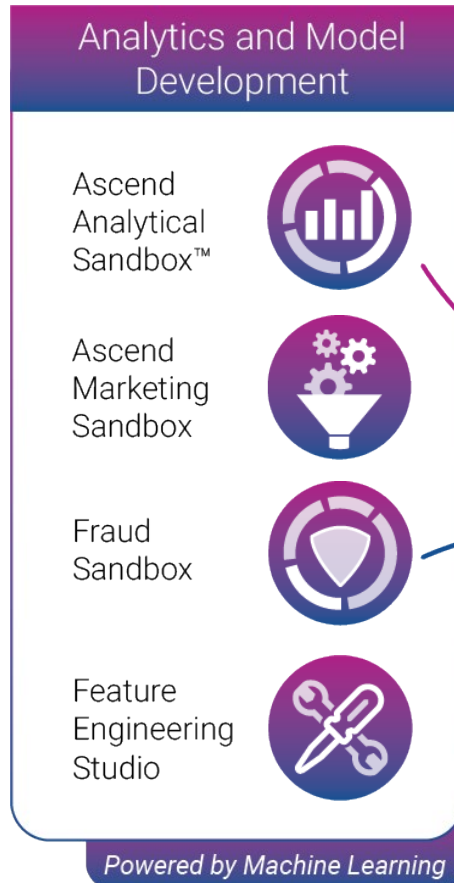 Analytics and Model
Development
Ascend
Analytical
Sandbox™
Ascend
Marketing
Sandbox
Fraud
Sandbox
Feature
Engineering
Studio
Powered by Machine Learning